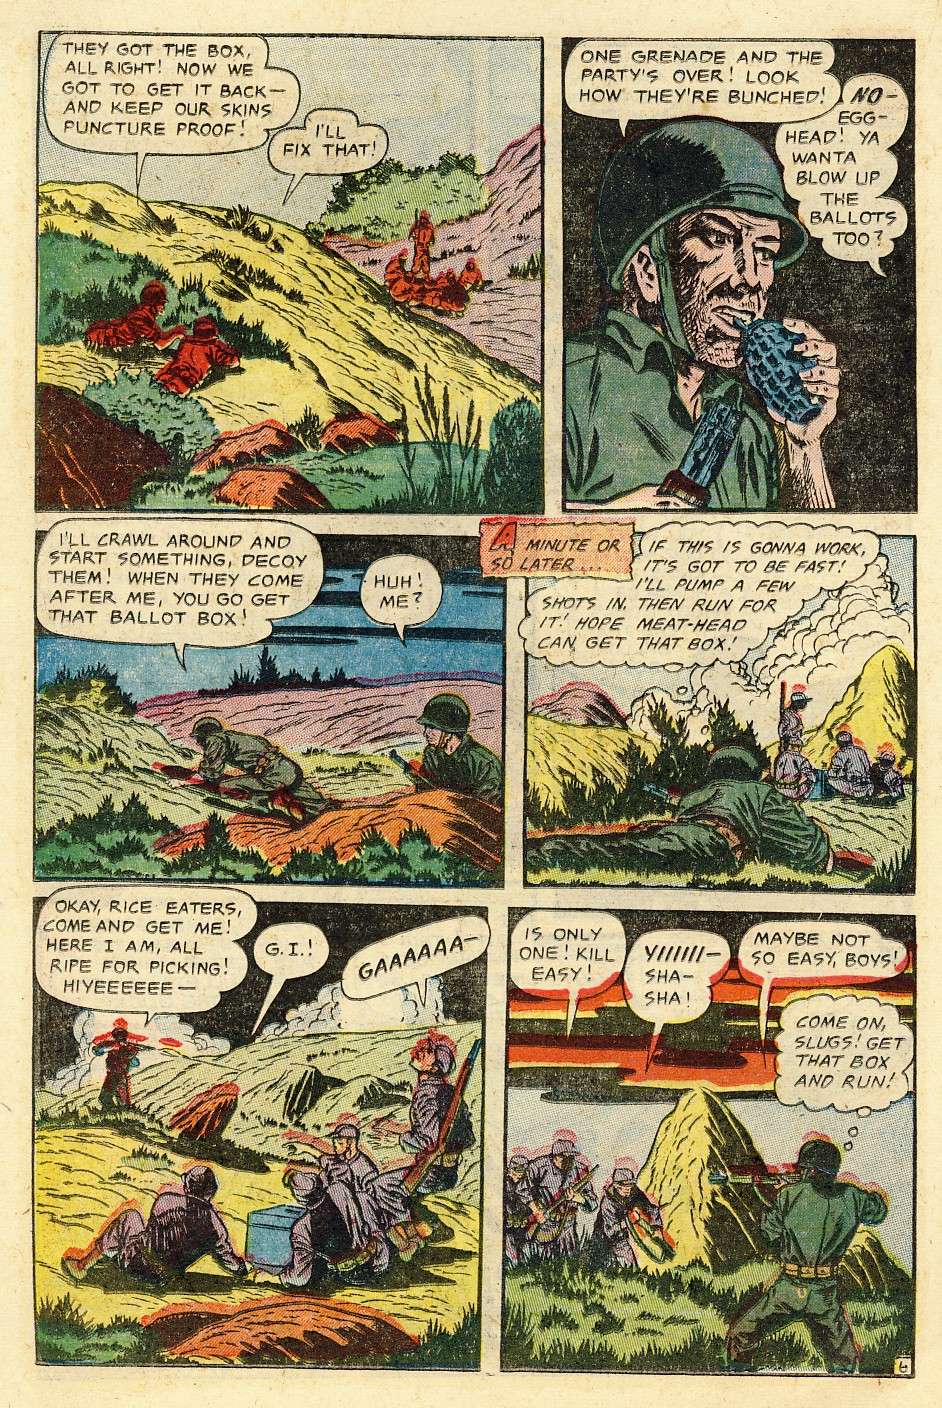 THEY GOT THE BOX,
ALL RIGHT! NOW WE
GOT TO GET IT BACK—
AND KEEP OUR SKINS
PUNCTURE PROOF!
I'LL
FIX THAT!
ONE GRENADE AND THE
PARTY'S OVER! LOOK
HOW THEY'RE BUNCHED!
NO—
EGG-
HEAD! YA
WANTA
BLOW UP
THE
BALLOTS
TOO?
I'LL CRAWL AROUND AND
START SOMETHING, DECOY
THEM! WHEN THEY COME
AFTER ME, YOU GO GET
THAT BALLOT BOX!
HUH!
ME?
A MINUTE OR
SO LATER...
IF THIS IS GONNA WORK,
IT'S GOT TO BE FAST!
I'LL PUMP A FEW
SHOTS IN, THEN RUN FOR
IT! HOPE MEAT-HEAD
CAN GET THAT BOX!
OKAY, RICE EATERS,
COME AND GET ME!
HERE I AM, ALL
RIPE FOR PICKING!
HIYEEEEEE—
G.I.!
GAAAAAA—
IS ONLY
ONE! KILL
EASY!
YIIIIII—
SHA-
SHA!
MAYBE NOT
SO EASY, BOYS!
COME ON,
SLUGS! GET
THAT BOX
AND RUN!
4